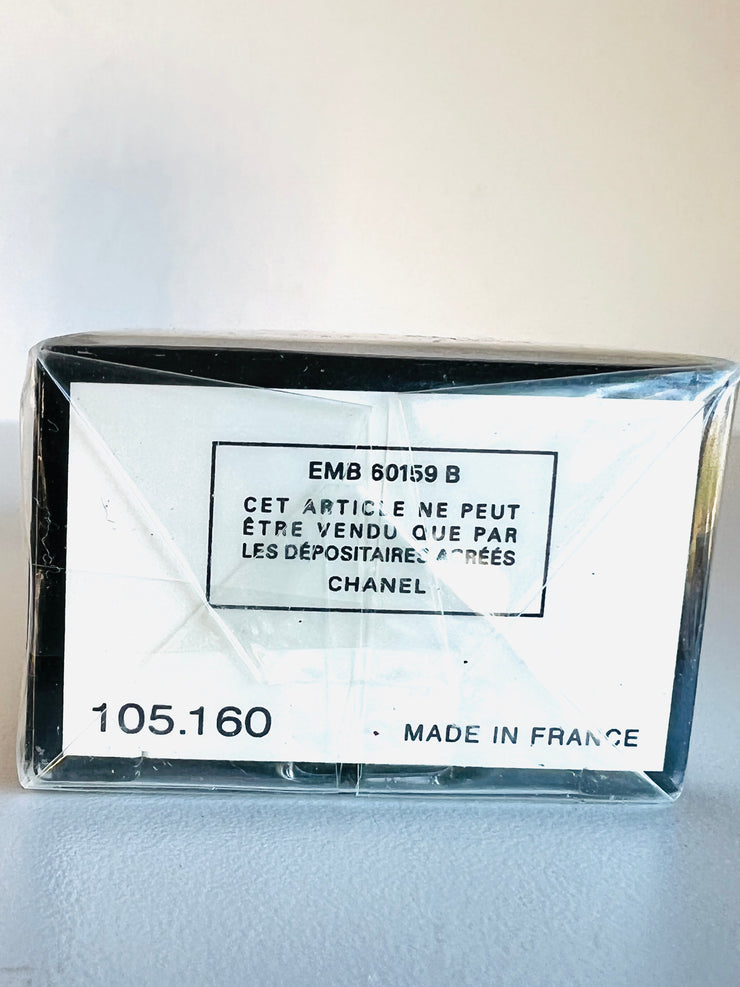 EMB 60159 B
CET ARTICLE NE PEUT
ÊTRE VENDU QUE PAR
LES DÉPOSITAIRES AGRÉÉS
CHANEL
105.160
MADE IN FRANCE